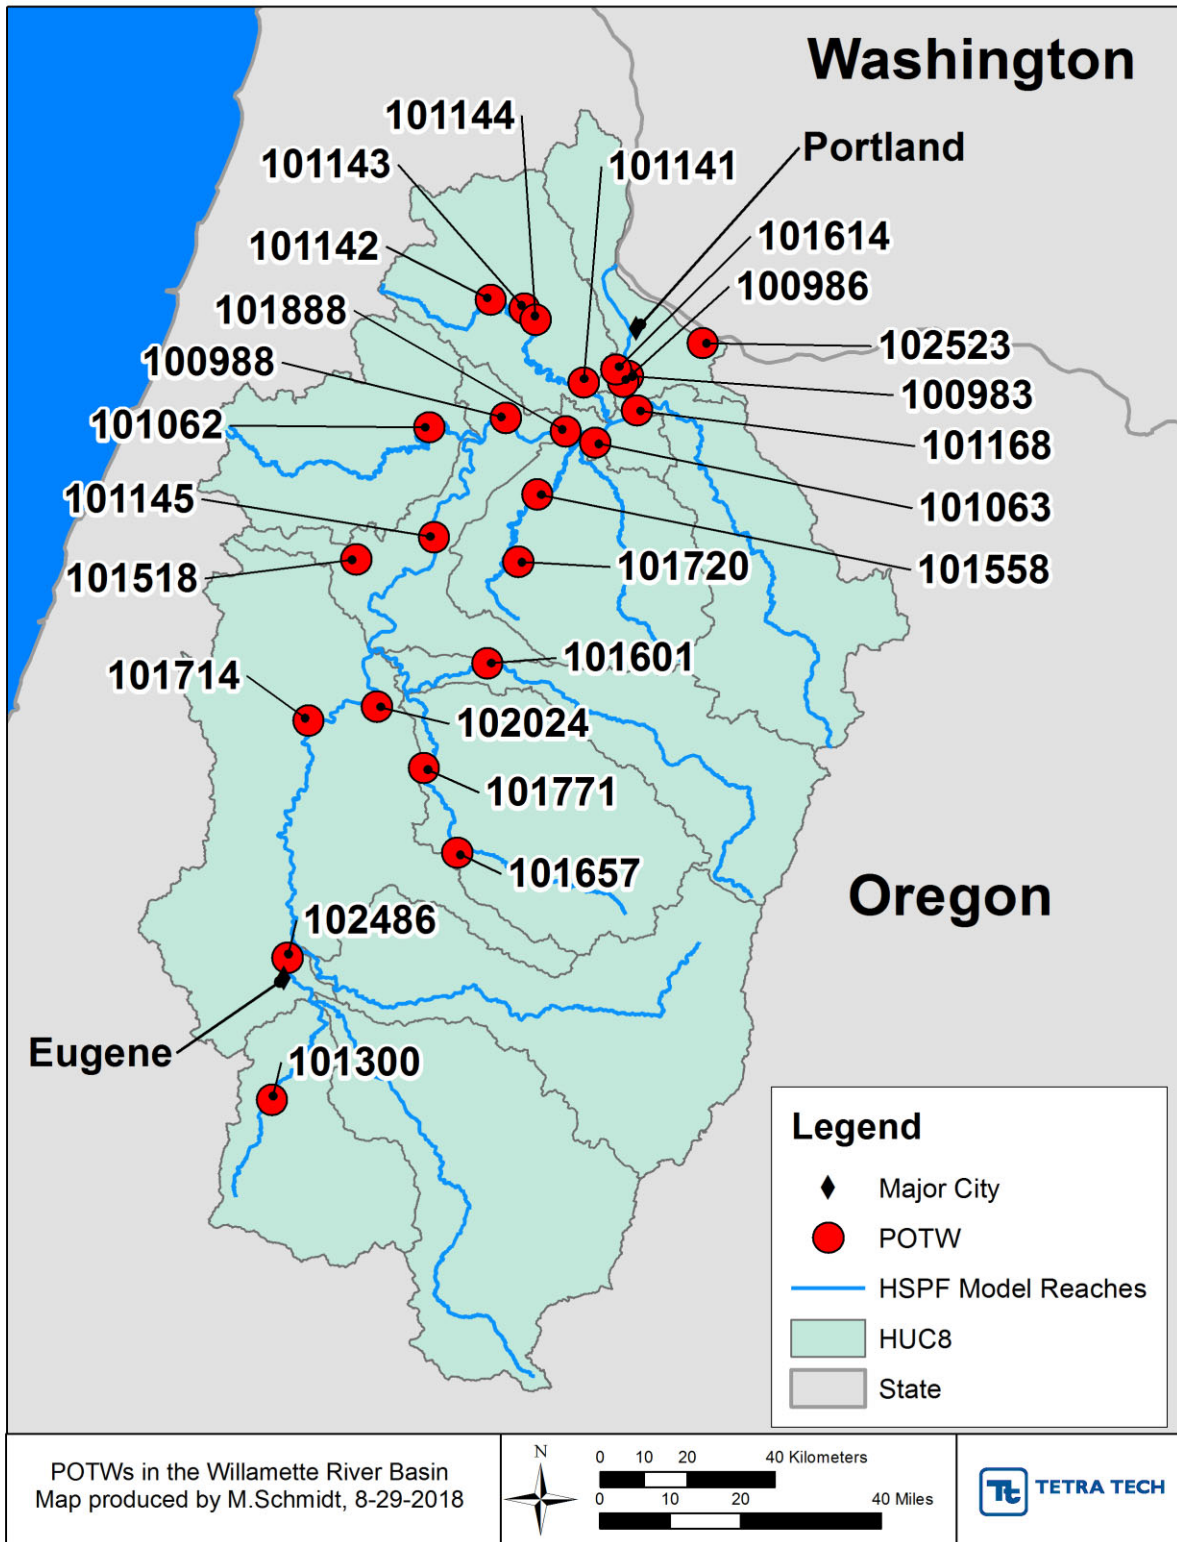 Washington
101144
Portland
101143
101141
101142
101614
101888
100986
100988
102523
100983
101062
101168
101145
101063
101518
101720
101558
101601
101714
102024
101771
101657
Oregon
102486
Eugene
101300
Legend
Major City
POTW
HSPF Model Reaches
HUC8
State
POTWs in the Willamette River Basin
Map produced by M.Schmidt, 8-29-2018
N
0 10 20 40 Kilometers
0 10 20 40 Miles
Tt TETRA TECH